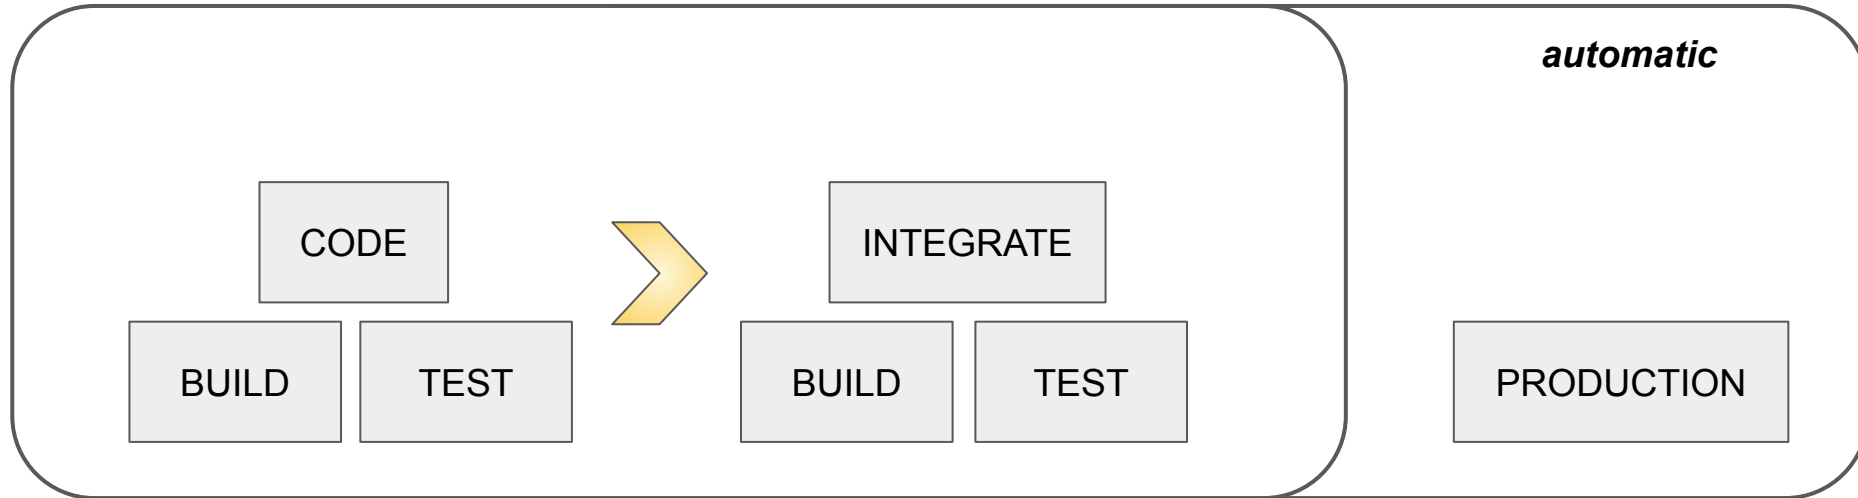 automatic
CODE
INTEGRATE
BUILD
TEST
BUILD
TEST
PRODUCTION